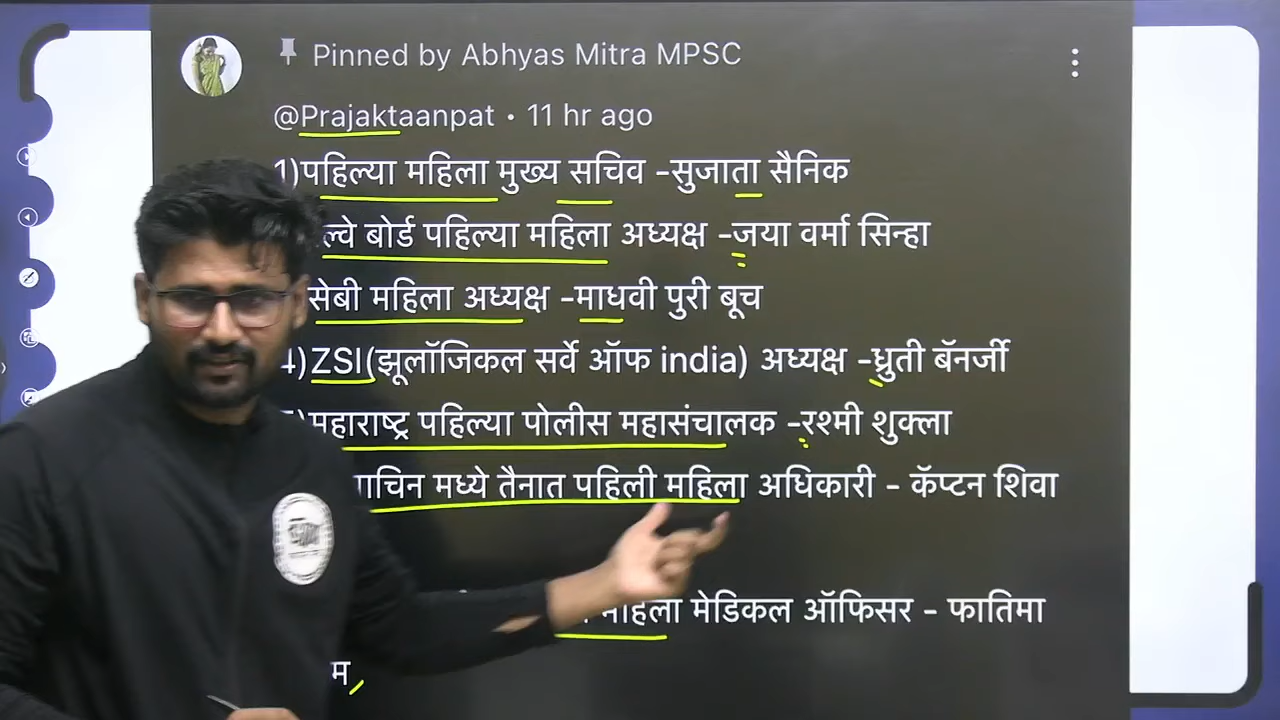 Pinned by Abhyas Mitra MPSC
@Prajaktaanpat • 11 hr ago
1)पहिल्या महिला मुख्य सचिव -सुजाता सैनिक
ल्वे बोर्ड पहिल्या महिला अध्यक्ष -जया वर्मा सिन्हा
सेबी महिला अध्यक्ष -माधवी पुरी बूच
4)ZSI(झूलॉजिकल सर्वे ऑफ india) अध्यक्ष -ध्रुती बॅनर्जी
महाराष्ट्र पहिल्या पोलीस महासंचालक -रश्मी शुक्ला
ाचिन मध्ये तैनात पहिली महिला अधिकारी - कॅप्टन शिवा
महिला मेडिकल ऑफिसर - फातिमा
म,